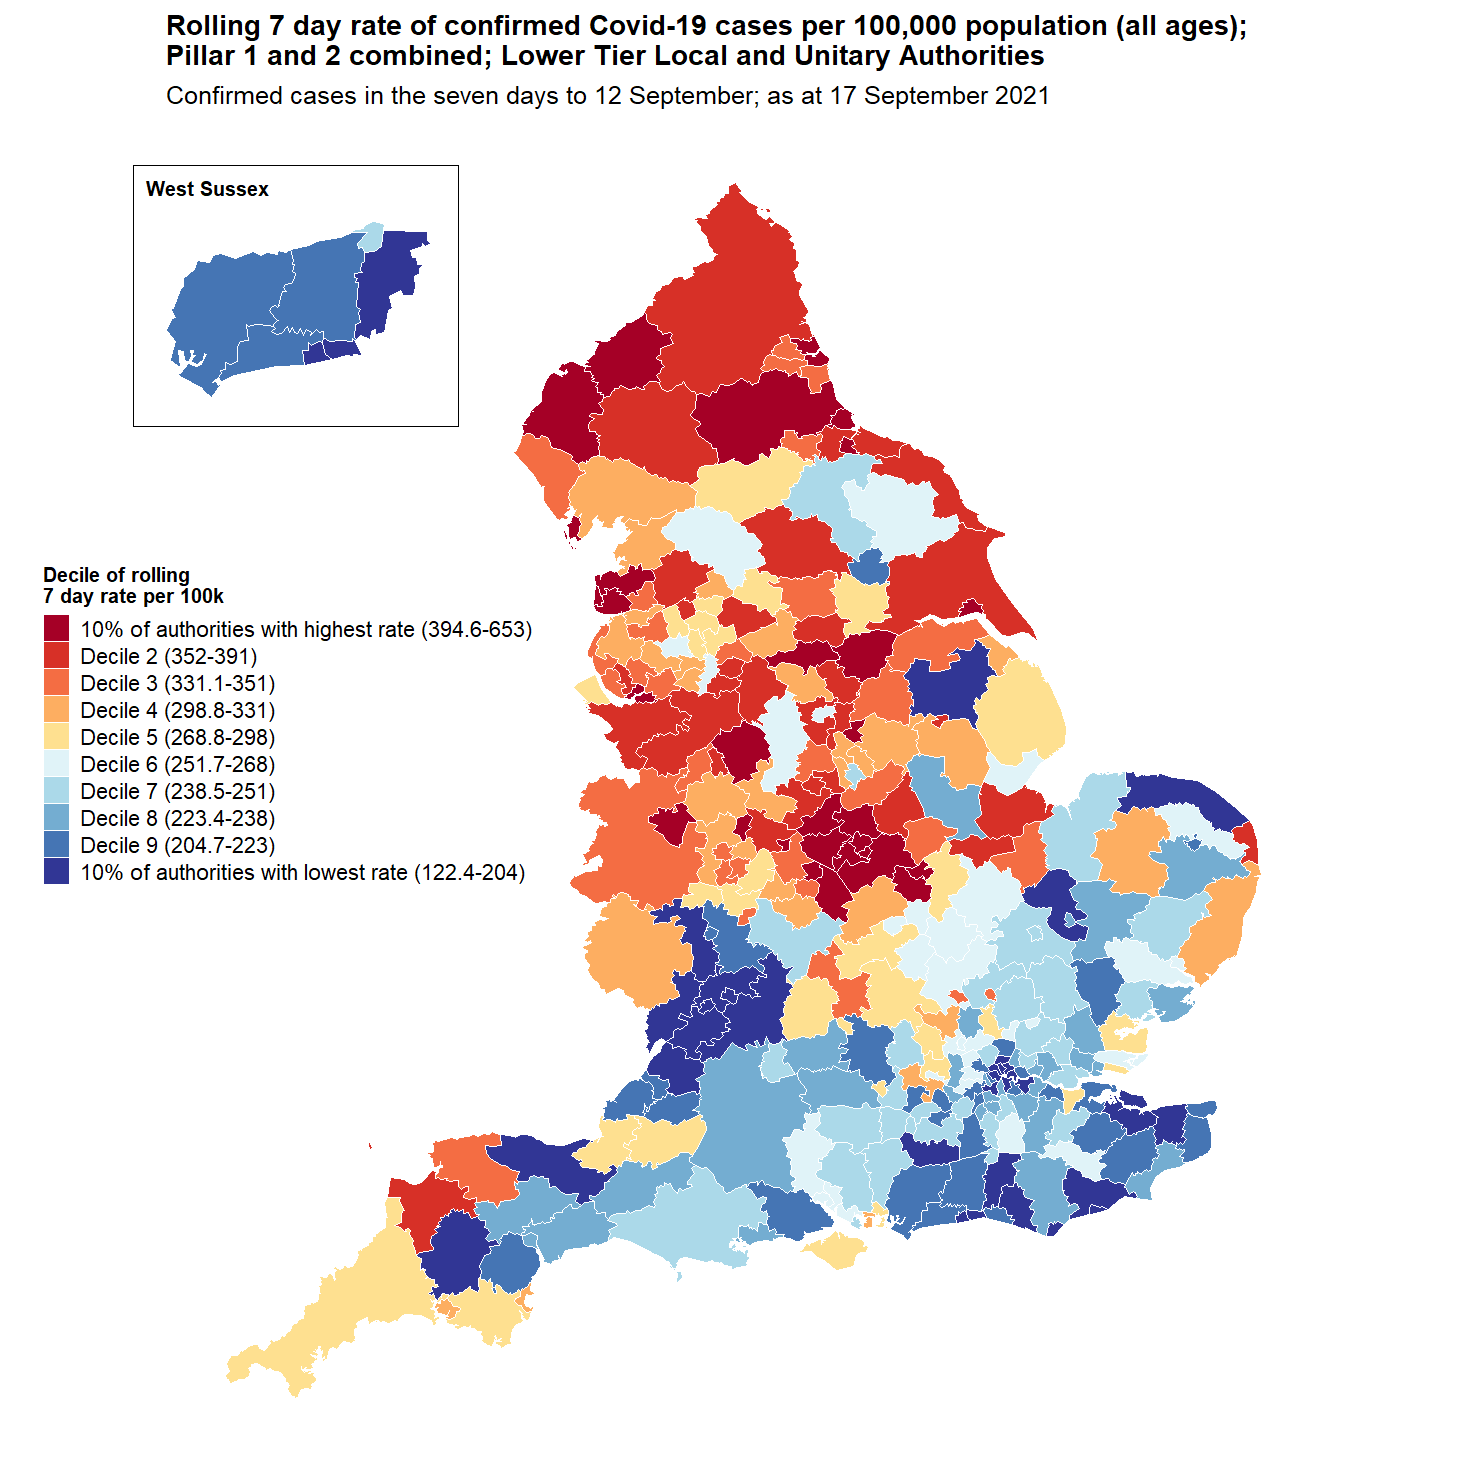 Rolling 7 day rate of confirmed Covid-19 cases per 100,000 population (all ages);
Pillar 1 and 2 combined; Lower Tier Local and Unitary Authorities
Confirmed cases in the seven days to 12 September; as at 17 September 2021
West Sussex
Decile of rolling
7 day rate per 100k
10% of authorities with highest rate (394.6-653)
Decile 2 (352-391)
Decile 3 (331.1-351)
Decile 4 (298.8-331)
Decile 5 (268.8-298)
Decile 6 (251.7-268)
Decile 7 (238.5-251)
Decile 8 (223.4-238)
Decile 9 (204.7-223)
10% of authorities with lowest rate (122.4-204)